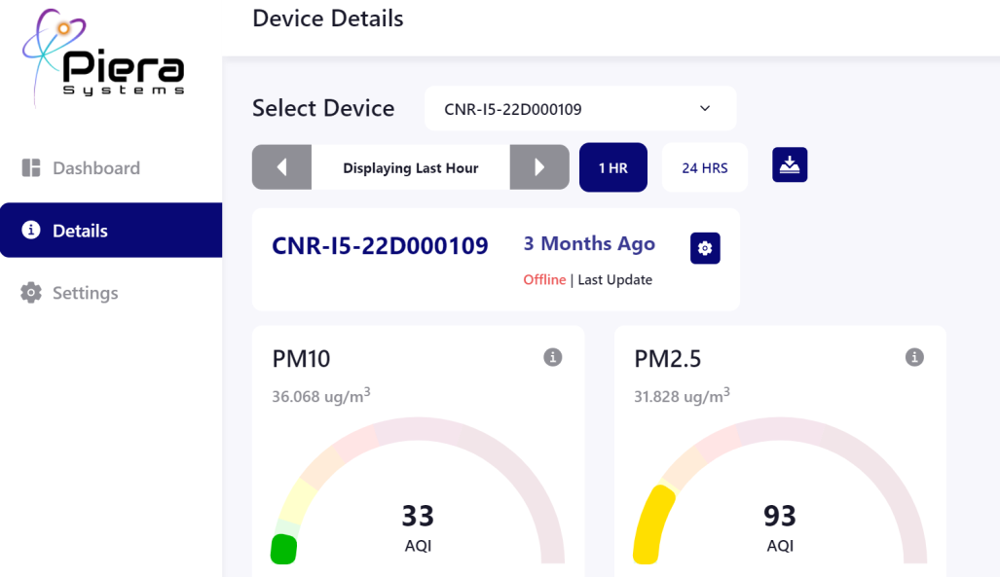 Piera
Systems
Dashboard
Details
Settings
Device Details
Select Device
CNR-I5-22D000109
Displaying Last Hour
1 HR
24 HRS
CNR-I5-22D000109
3 Months Ago
Offline | Last Update
PM10
36.068 ug/m³
33
AQI
PM2.5
31.828 ug/m³
93
AQI